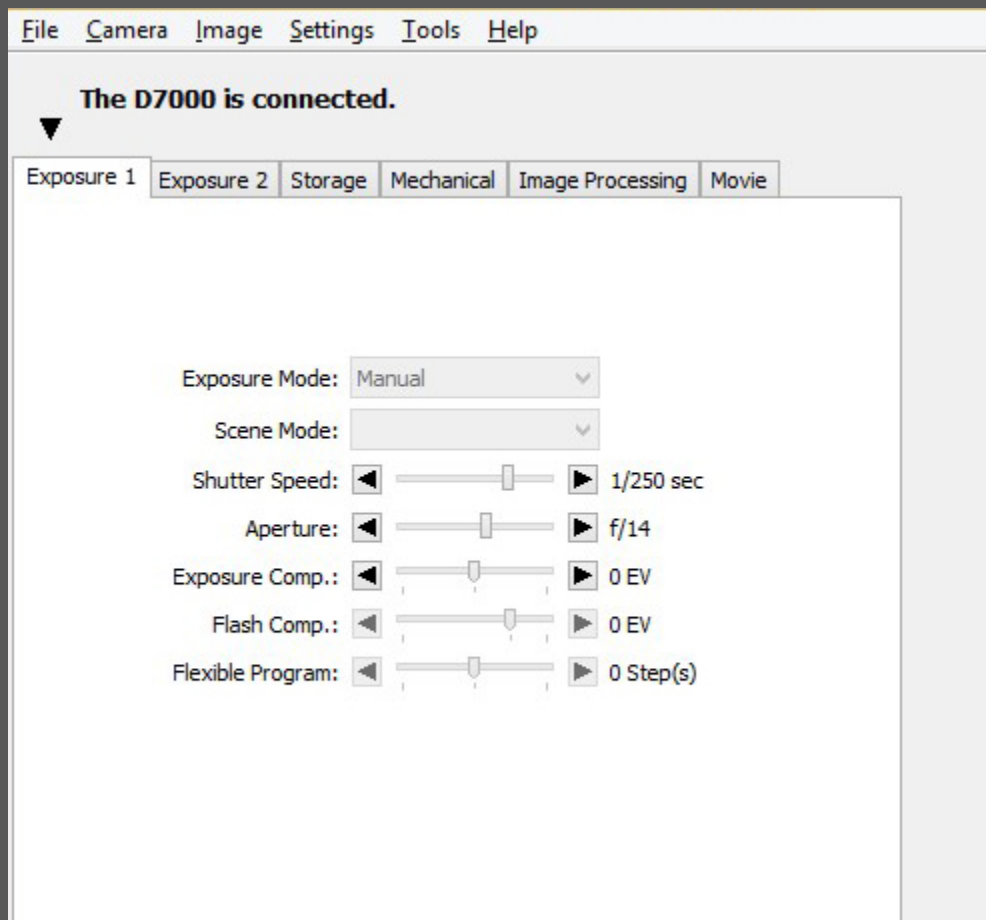 File Camera Image Settings Tools Help
The D7000 is connected.
Exposure 1 Exposure 2 Storage Mechanical Image Processing Movie
Exposure Mode: Manual
Scene Mode:
Shutter Speed: 1/250 sec
Aperture: f/14
Exposure Comp.: 0 EV
Flash Comp.: 0 EV
Flexible Program: 0 Step(s)